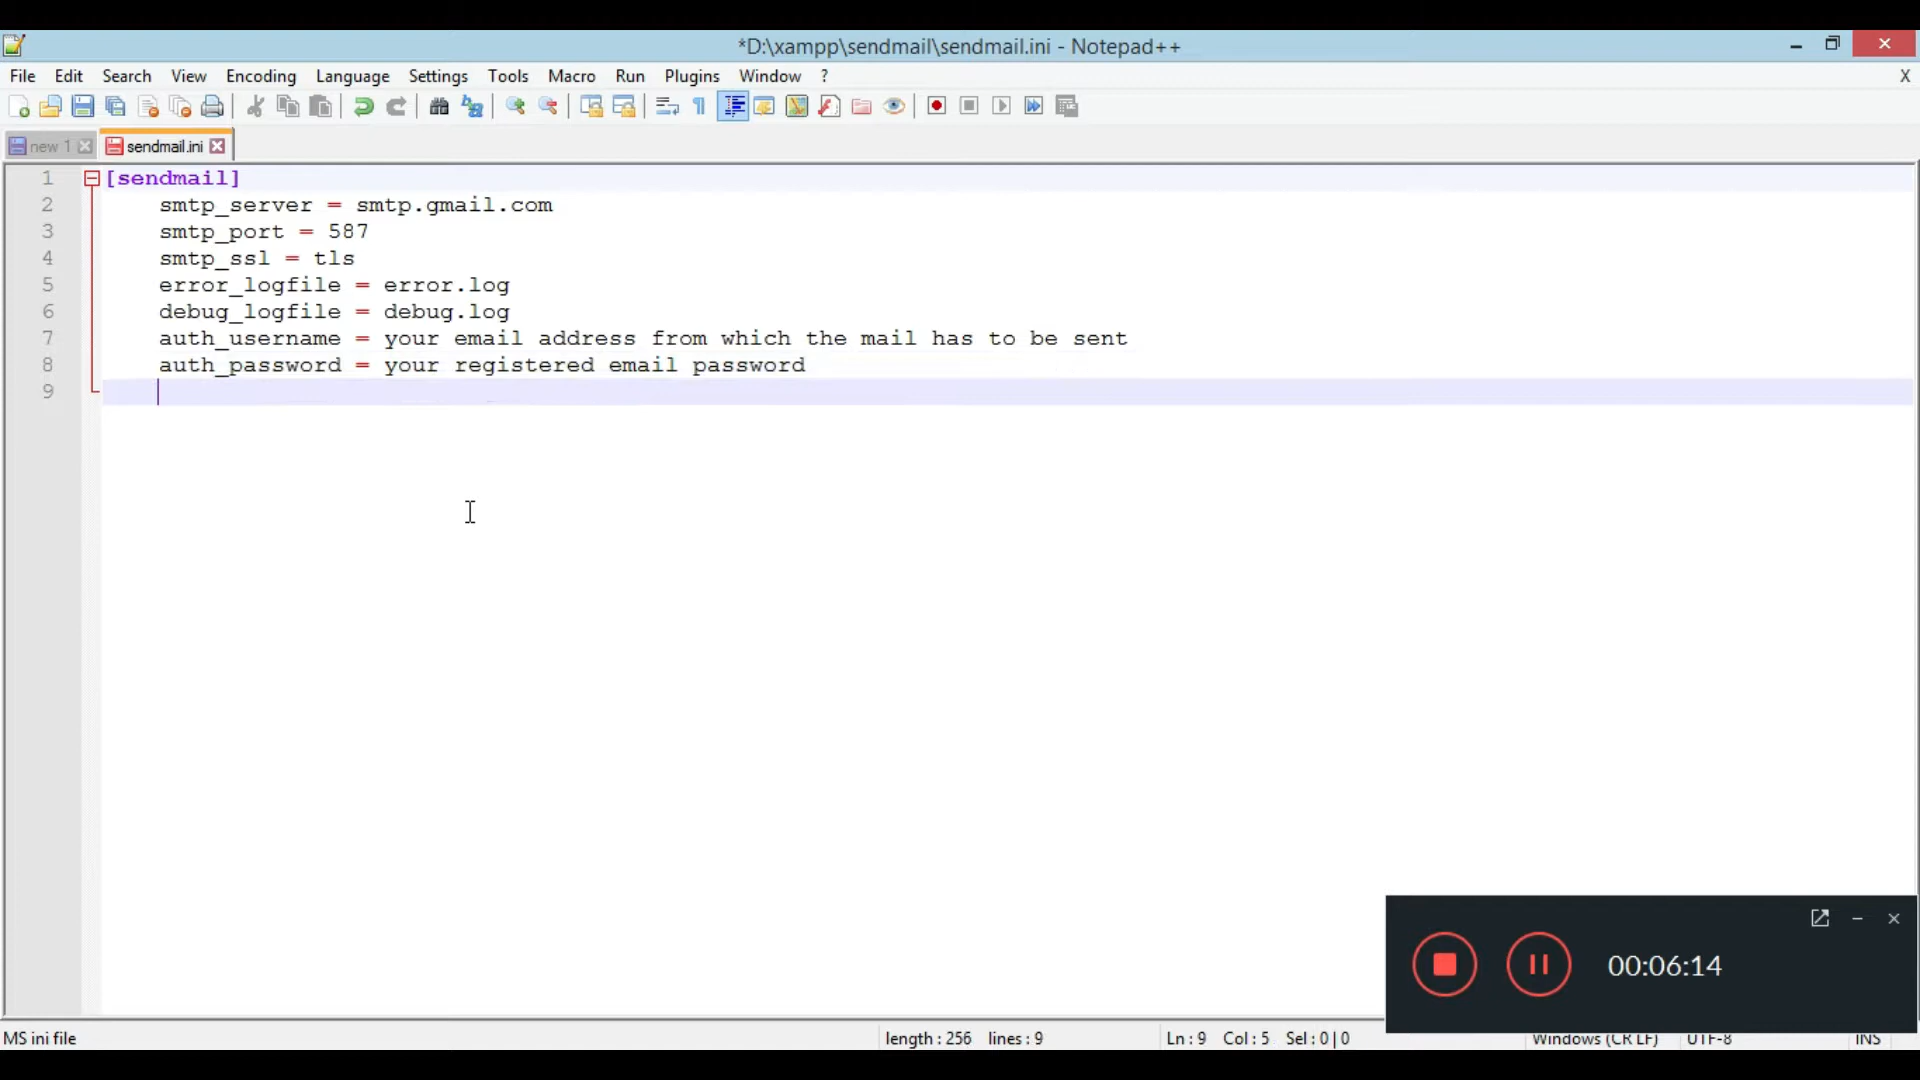 *D:\xampp\sendmail\sendmail.ini - Notepad++
File Edit Search View Encoding Language Settings Tools Macro Run Plugins Window ? X
new 1 sendmail.ini
1 [sendmail]
2 smtp_server = smtp.gmail.com
3 smtp_port = 587
4 smtp_ssl = tls
5 error_logfile = error.log
6 debug_logfile = debug.log
7 auth_username = your email address from which the mail has to be sent
8 auth_password = your registered email password
9
00:06:14
MS ini file length : 256 lines : 9 Ln : 9 Col : 5 Sel : 0 | 0 Windows (CR LF) UTF-8 INS